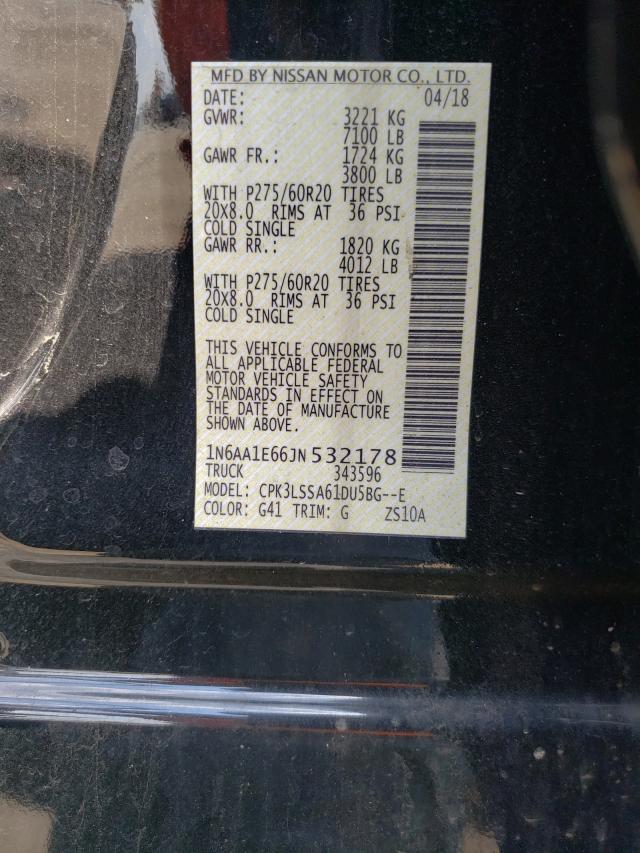 MFD BY NISSAN MOTOR CO., LTD.
DATE: 04/18
GVWR: 3221 KG
7100 LB
GAWR FR.: 1724 KG
3800 LB
WITH P275/60R20 TIRES
20X8.0 RIMS AT 36 PSI
COLD SINGLE
GAWR RR.: 1820 KG
4012 LB
WITH P275/60R20 TIRES
20X8.0 RIMS AT 36 PSI
COLD SINGLE
THIS VEHICLE CONFORMS TO
ALL APPLICABLE FEDERAL
MOTOR VEHICLE SAFETY
STANDARDS IN EFFECT ON
THE DATE OF MANUFACTURE
SHOWN ABOVE.
1N6AA1E66JN532178
TRUCK 343596
MODEL: CPK3LSSA61DU5BG--E
COLOR: G41 TRIM: G ZS10A